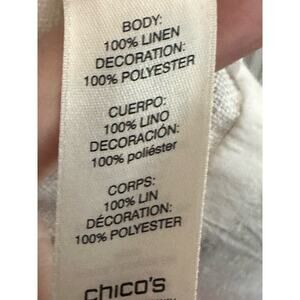 BODY:
100% LINEN
DECORATION:
100% POLYESTER
CUERPO:
100% LINO
DECORACIÓN:
100% poliéster
CORPS:
100% LIN
DÉCORATION:
100% POLYESTER
chico's